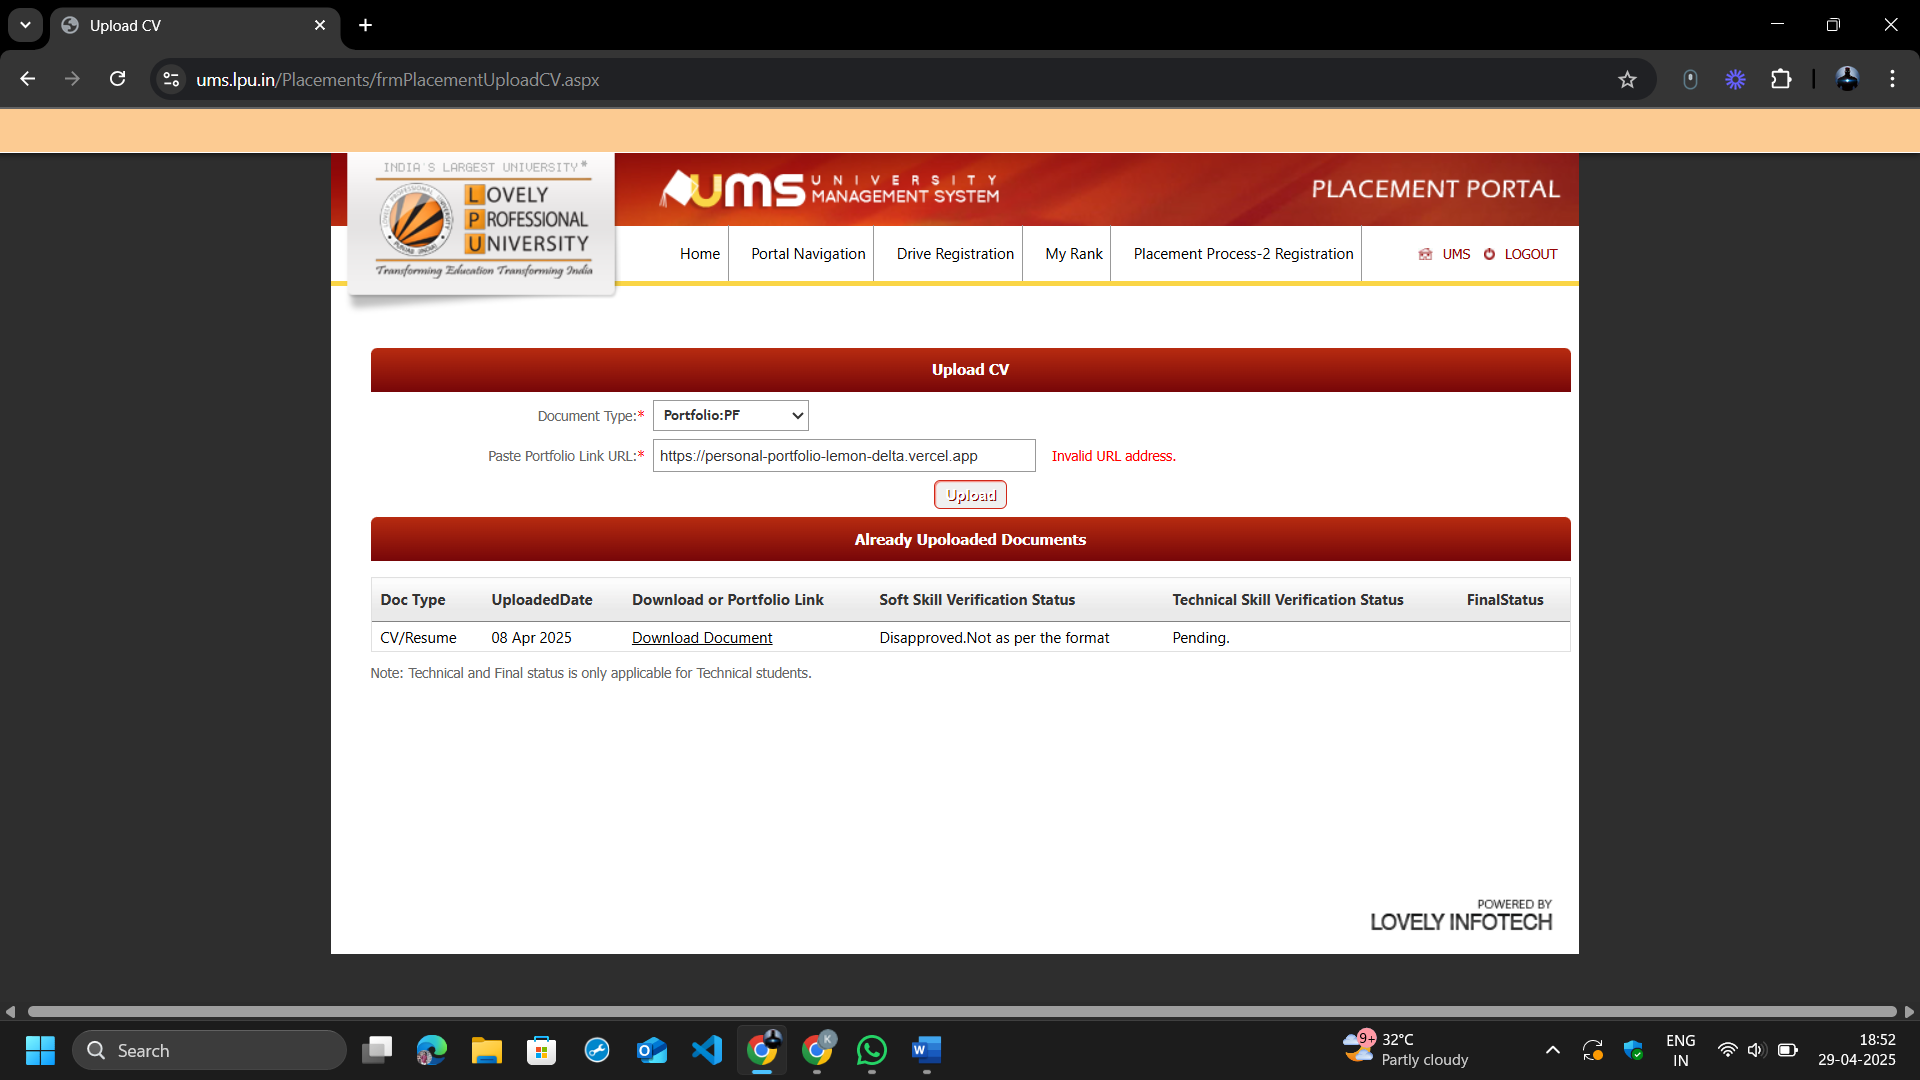 Upload CV
ums.lpu.in/Placements/frmPlacementUploadCV.aspx
INDIA'S LARGEST UNIVERSITY*
LOVELY
PROFESSIONAL
UNIVERSITY
Transforming Education Transforming India
UMS UNIVERSITY
MANAGEMENT SYSTEM
PLACEMENT PORTAL
Home Portal Navigation Drive Registration My Rank Placement Process-2 Registration UMS LOGOUT
Upload CV
Document Type:* Portfolio:PF
Paste Portfolio Link URL:* https://personal-portfolio-lemon-delta.vercel.app Invalid URL address.
Upload
Already Upoloaded Documents
Doc Type UploadedDate Download or Portfolio Link Soft Skill Verification Status Technical Skill Verification Status FinalStatus
CV/Resume 08 Apr 2025 Download Document Disapproved.Not as per the format Pending.
Note: Technical and Final status is only applicable for Technical students.
POWERED BY
LOVELY INFOTECH
Search
K
9+ 32°C
Partly cloudy
ENG
IN
18:52
29-04-2025